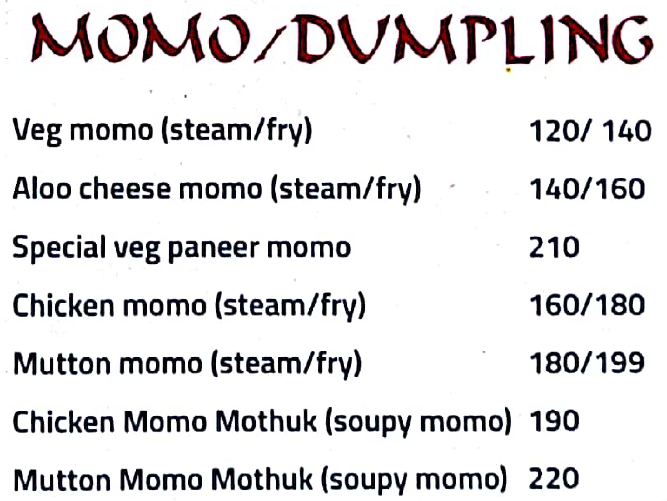 MOMO/DUMPLING
Veg momo (steam/fry) 120/ 140
Aloo cheese momo (steam/fry) 140/160
Special veg paneer momo 210
Chicken momo (steam/fry) 160/180
Mutton momo (steam/fry) 180/199
Chicken Momo Mothuk (soupy momo) 190
Mutton Momo Mothuk (soupy momo) 220